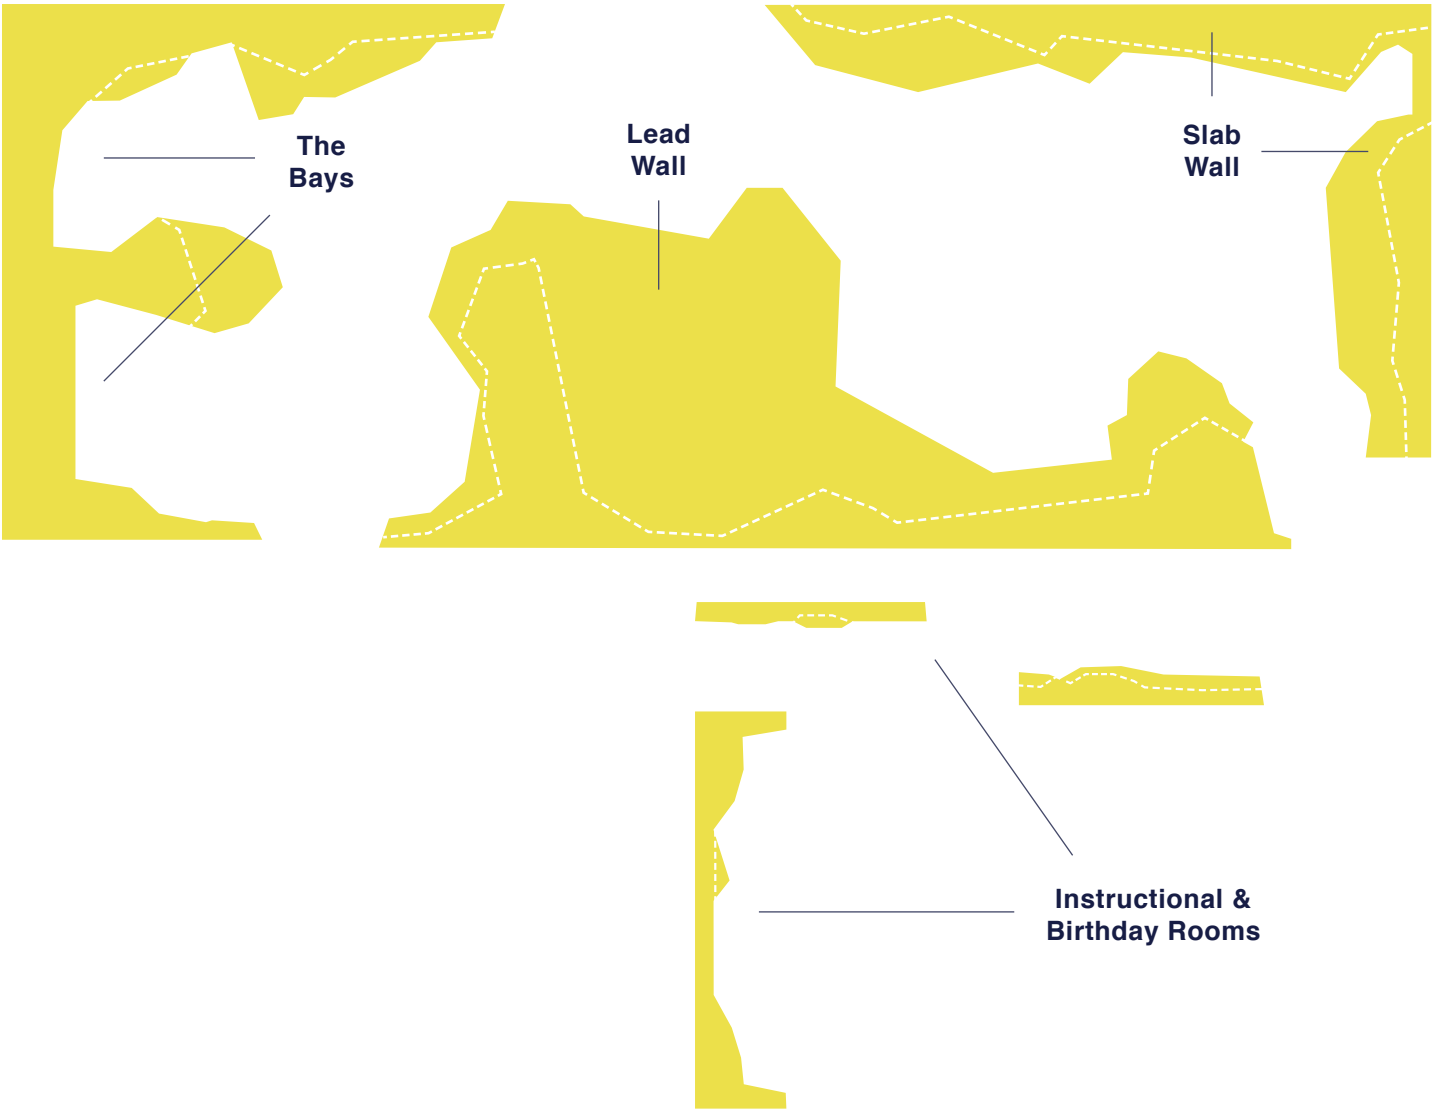 The
Bays
Lead
Wall
Slab
Wall
Instructional &
Birthday Rooms